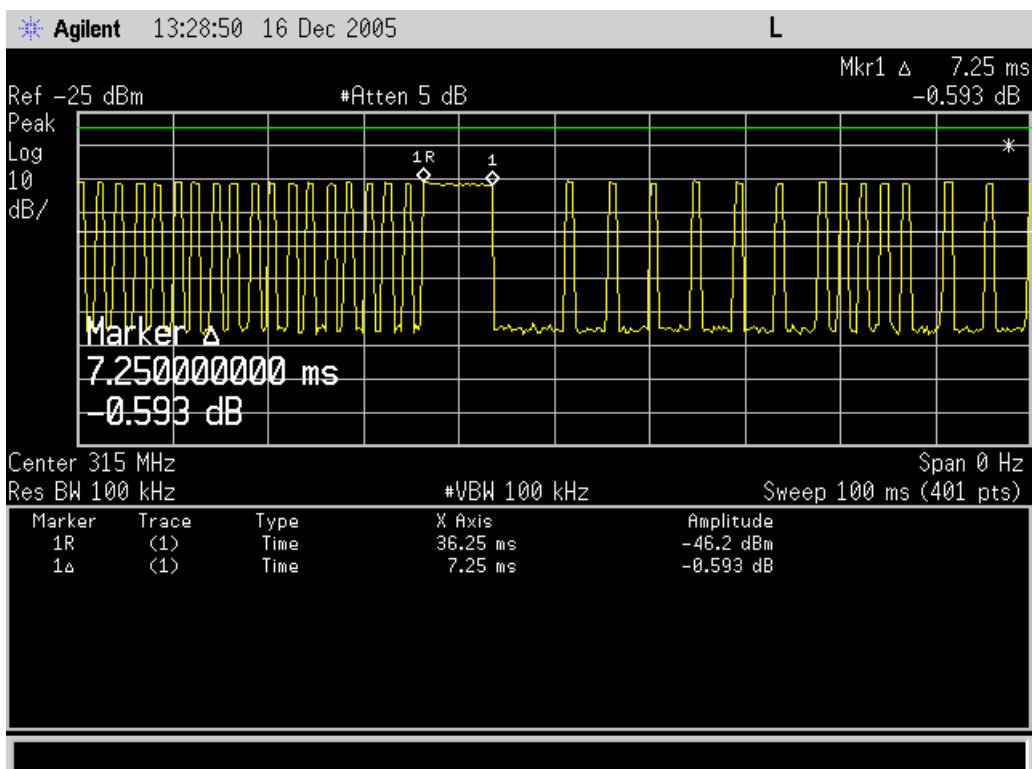 Agilent 13:28:50 16 Dec 2005 L
Mkr1 Δ 7.25 ms
Ref -25 dBm #Atten 5 dB -0.593 dB
Peak
Log
10
dB/
1R 1
*
Marker Δ
7.250000000 ms
-0.593 dB
Center 315 MHz Span 0 Hz
Res BW 100 kHz #VBW 100 kHz Sweep 100 ms (401 pts)
Marker Trace Type X Axis Amplitude
1R (1) Time 36.25 ms -46.2 dBm
1Δ (1) Time 7.25 ms -0.593 dB